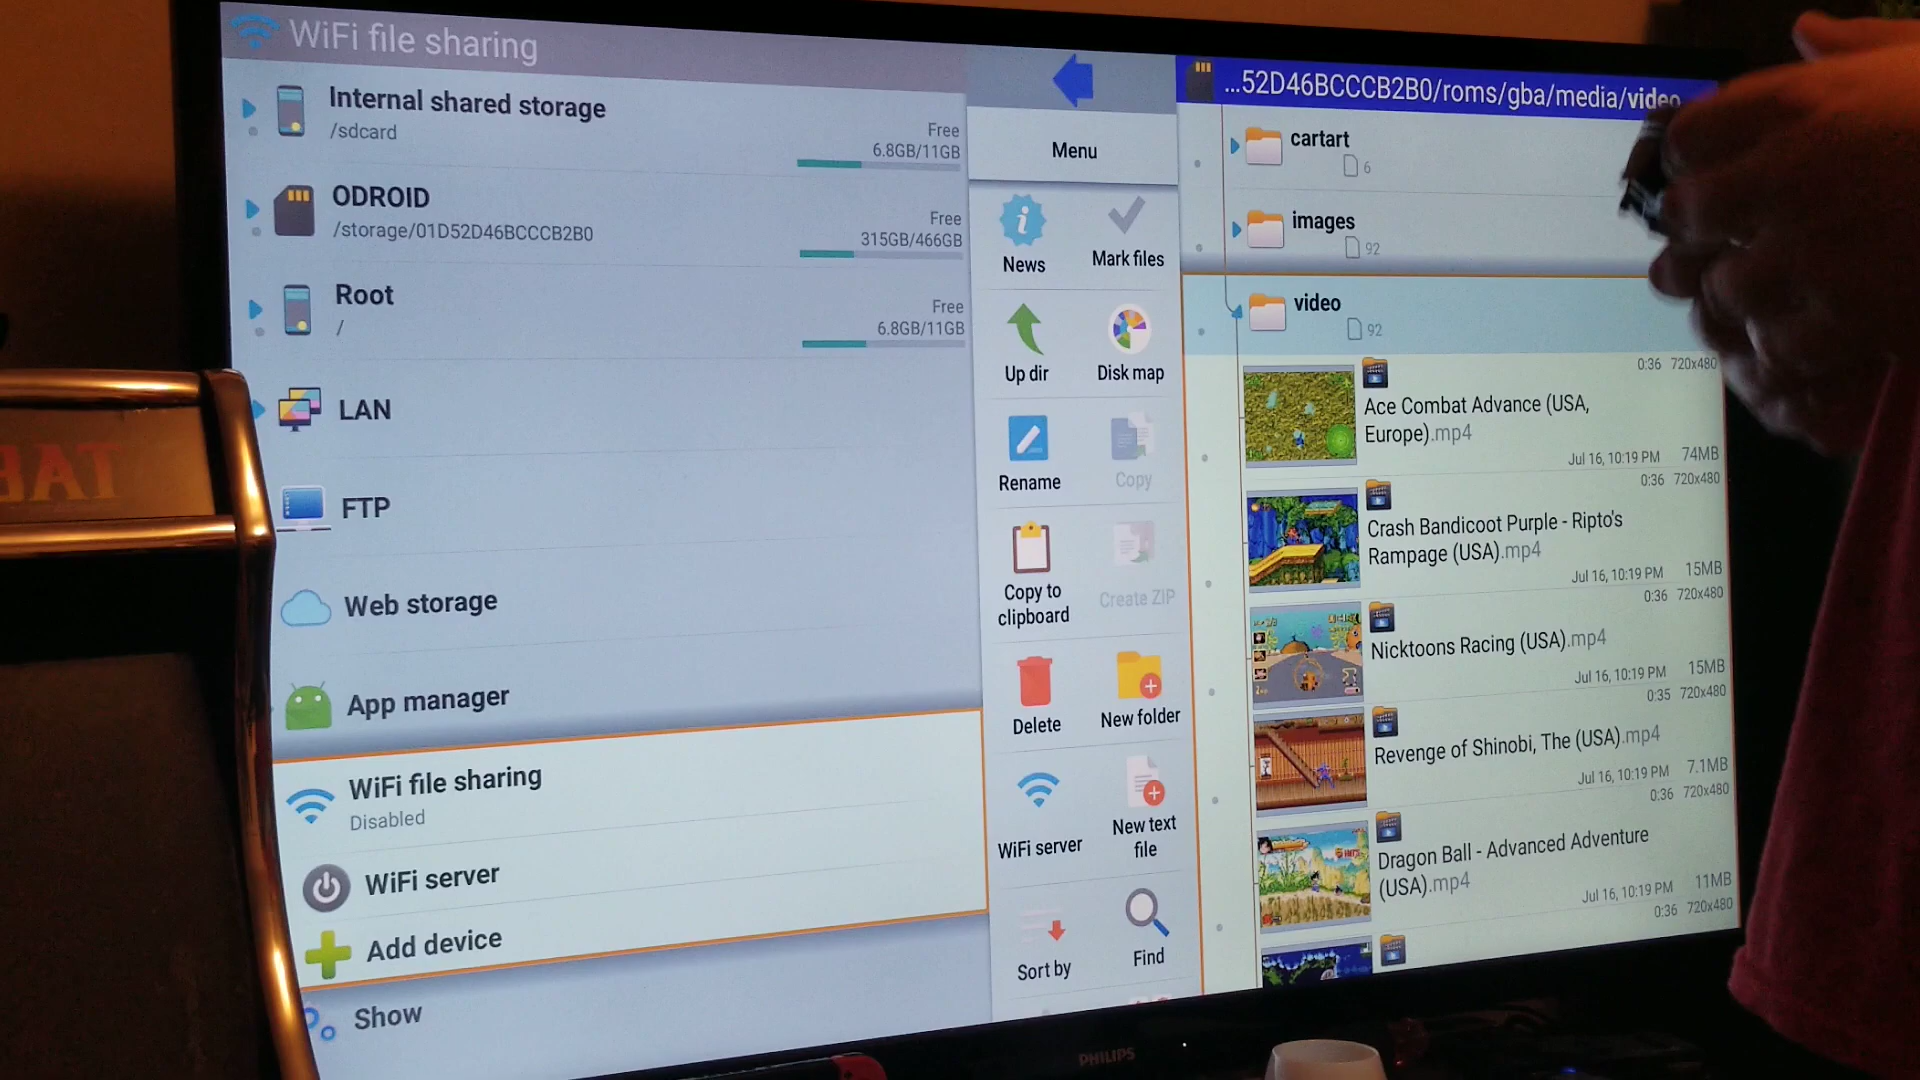 WiFi file sharing
Internal shared storage
/sdcard
Free
6.8GB/11GB
ODROID
/storage/01D52D46BCCCB2B0
Free
315GB/466GB
Root
/
Free
6.8GB/11GB
LAN
FTP
Web storage
App manager
WiFi file sharing
Disabled
WiFi server
Add device
Show
Menu
News
Mark files
Up dir
Disk map
Rename
Copy
Copy to
clipboard
Create ZIP
Delete
New folder
WiFi server
New text
file
Sort by
Find
...52D46BCCCB2B0/roms/gba/media/video
cartart
6
images
92
video
92
0:36 720x480
Ace Combat Advance (USA,
Europe).mp4
Jul 16, 10:19 PM 74MB
0:36 720x480
Crash Bandicoot Purple - Ripto's
Rampage (USA).mp4
Jul 16, 10:19 PM 15MB
0:36 720x480
Nicktoons Racing (USA).mp4
Jul 16, 10:19 PM 15MB
0:35 720x480
Revenge of Shinobi, The (USA).mp4
Jul 16, 10:19 PM 7.1MB
0:36 720x480
Dragon Ball - Advanced Adventure
(USA).mp4
Jul 16, 10:19 PM 11MB
0:36 720x480
PHILIPS
BAT